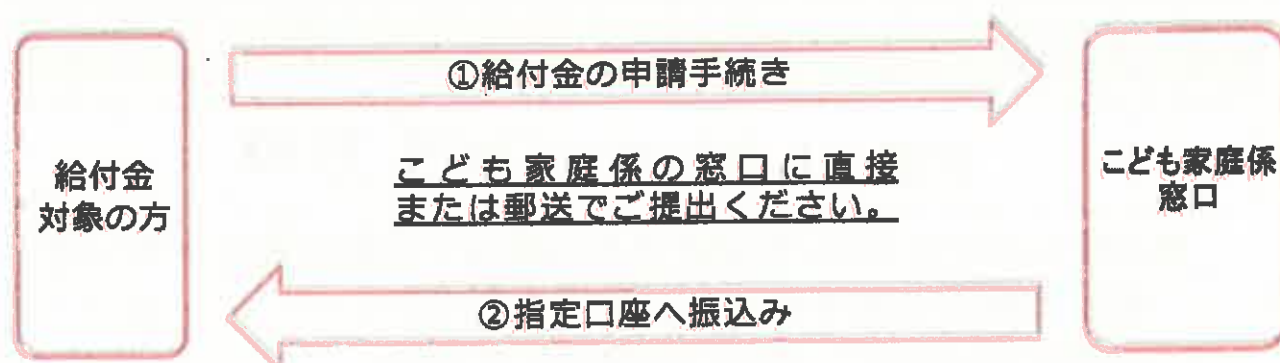 ①給付金の申請手続き
給付金
対象の方
こども家庭係の窓口に直接
または郵送でご提出ください。
こども家庭係
窓口
②指定口座へ振込み